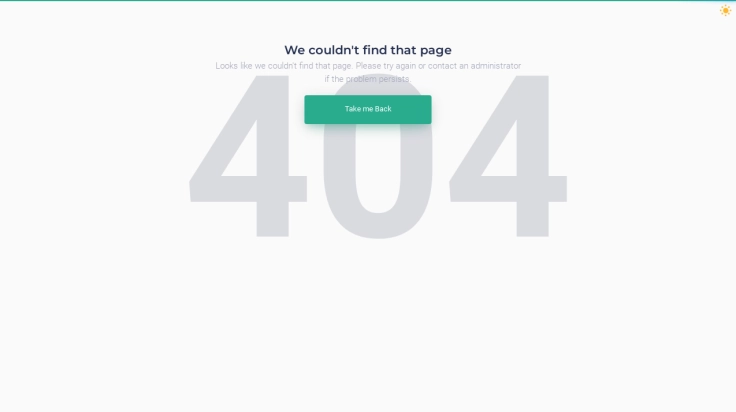 We couldn't find that page
Looks like we couldn't find that page. Please try again or contact an administrator
if the problem persists
Take me Back
404